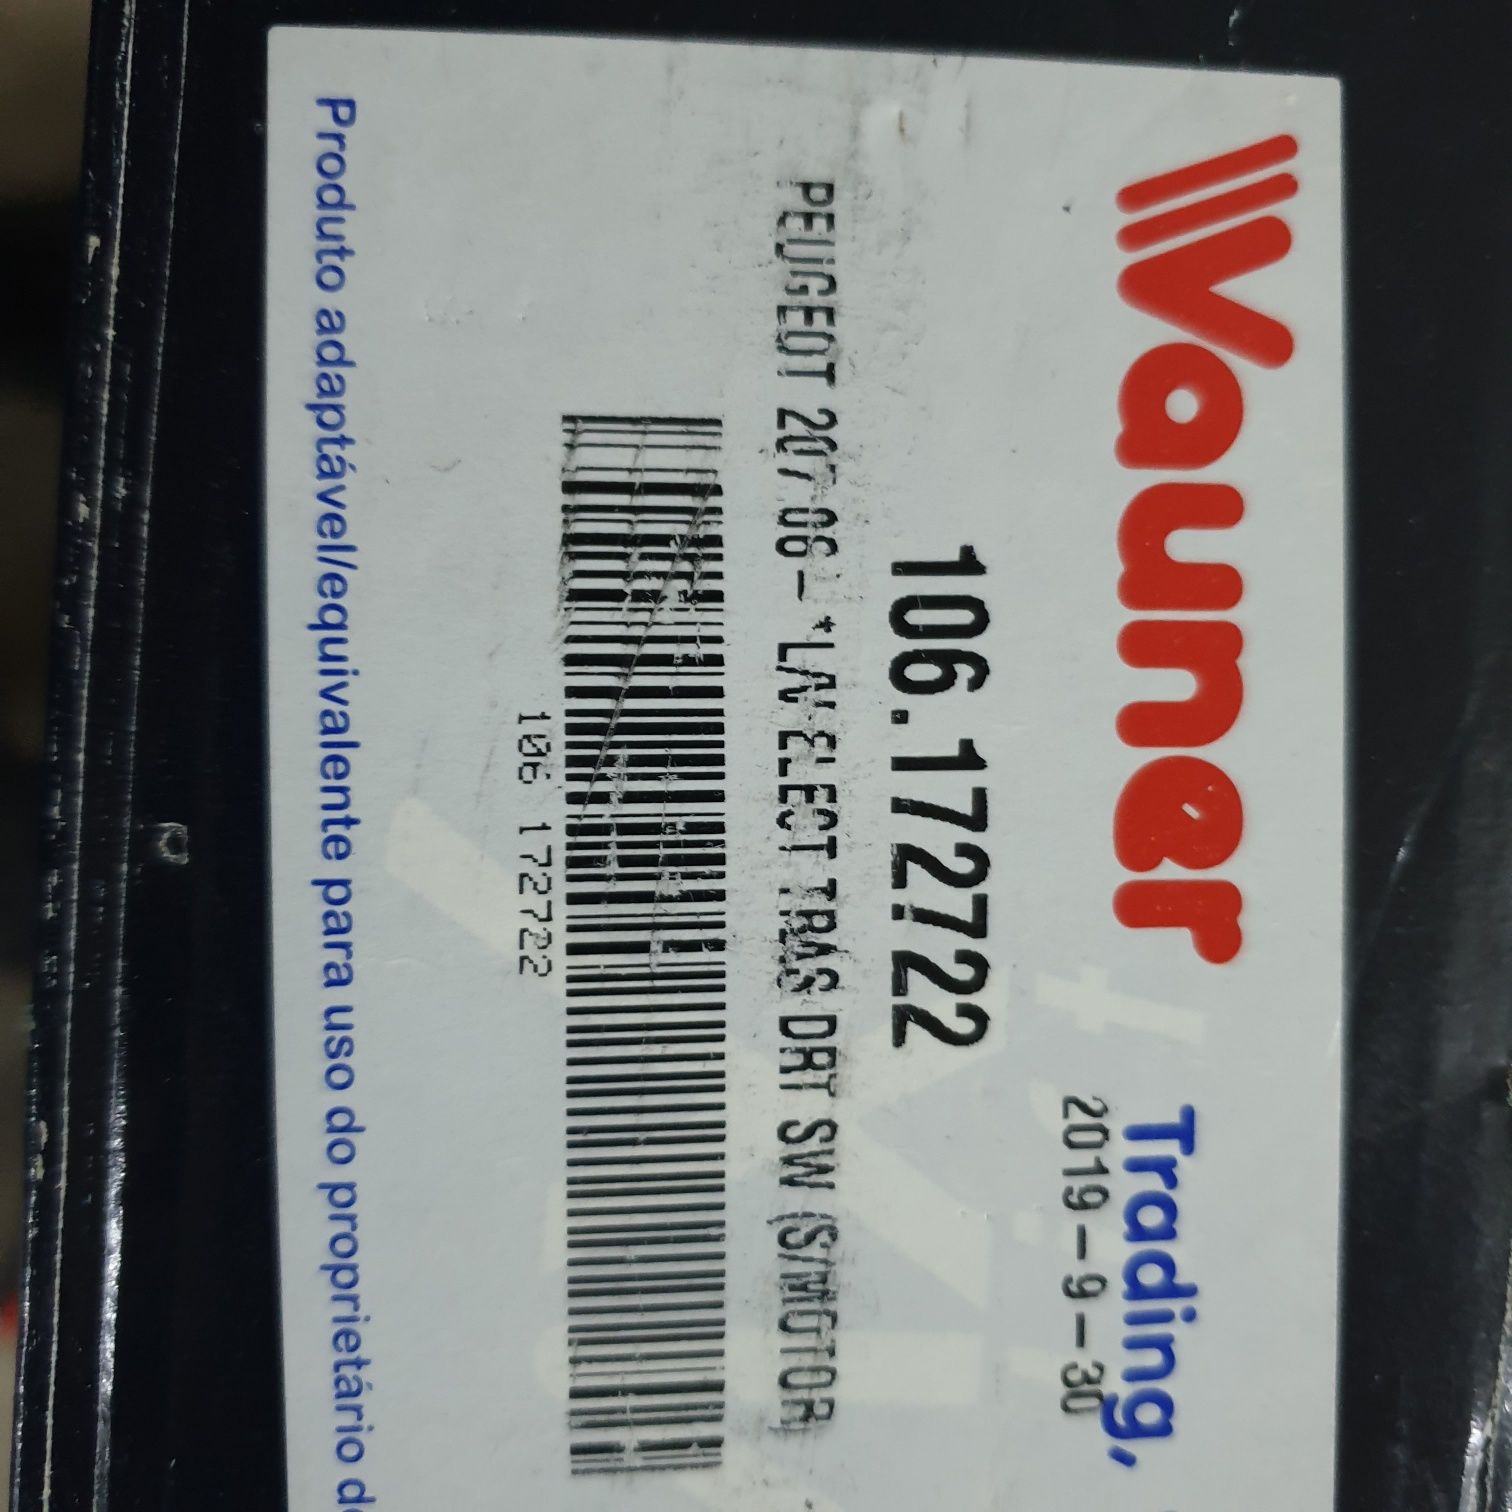 Vauner
Trading,
2019-9-30
106.172722
PEUGEOT 207 06- *LAV ELECT TRAS DRT SW (S/MOTOR)
106 172722
Produto adaptável/equivalente para uso do proprietário